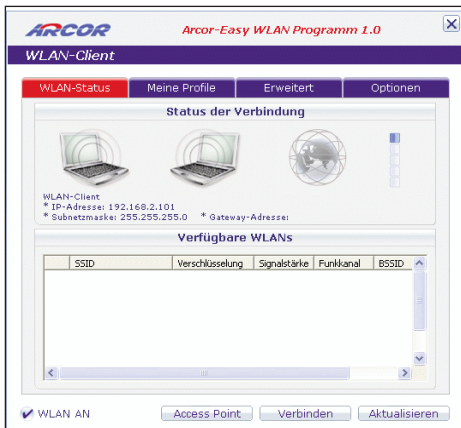 ARCOR Arcor-Easy WLAN Programm 1.0
WLAN-Client
WLAN-Status Meine Profile Erweitert Optionen
Status der Verbindung
WLAN-Client
* IP-Adresse: 192.168.2.101
* Subnetzmaske: 255.255.255.0 * Gateway-Adresse:
Verfügbare WLANs
SSID Verschlüsselung Signalstärke Funkkanal BSSID
WLAN AN Access Point Verbinden Aktualisieren